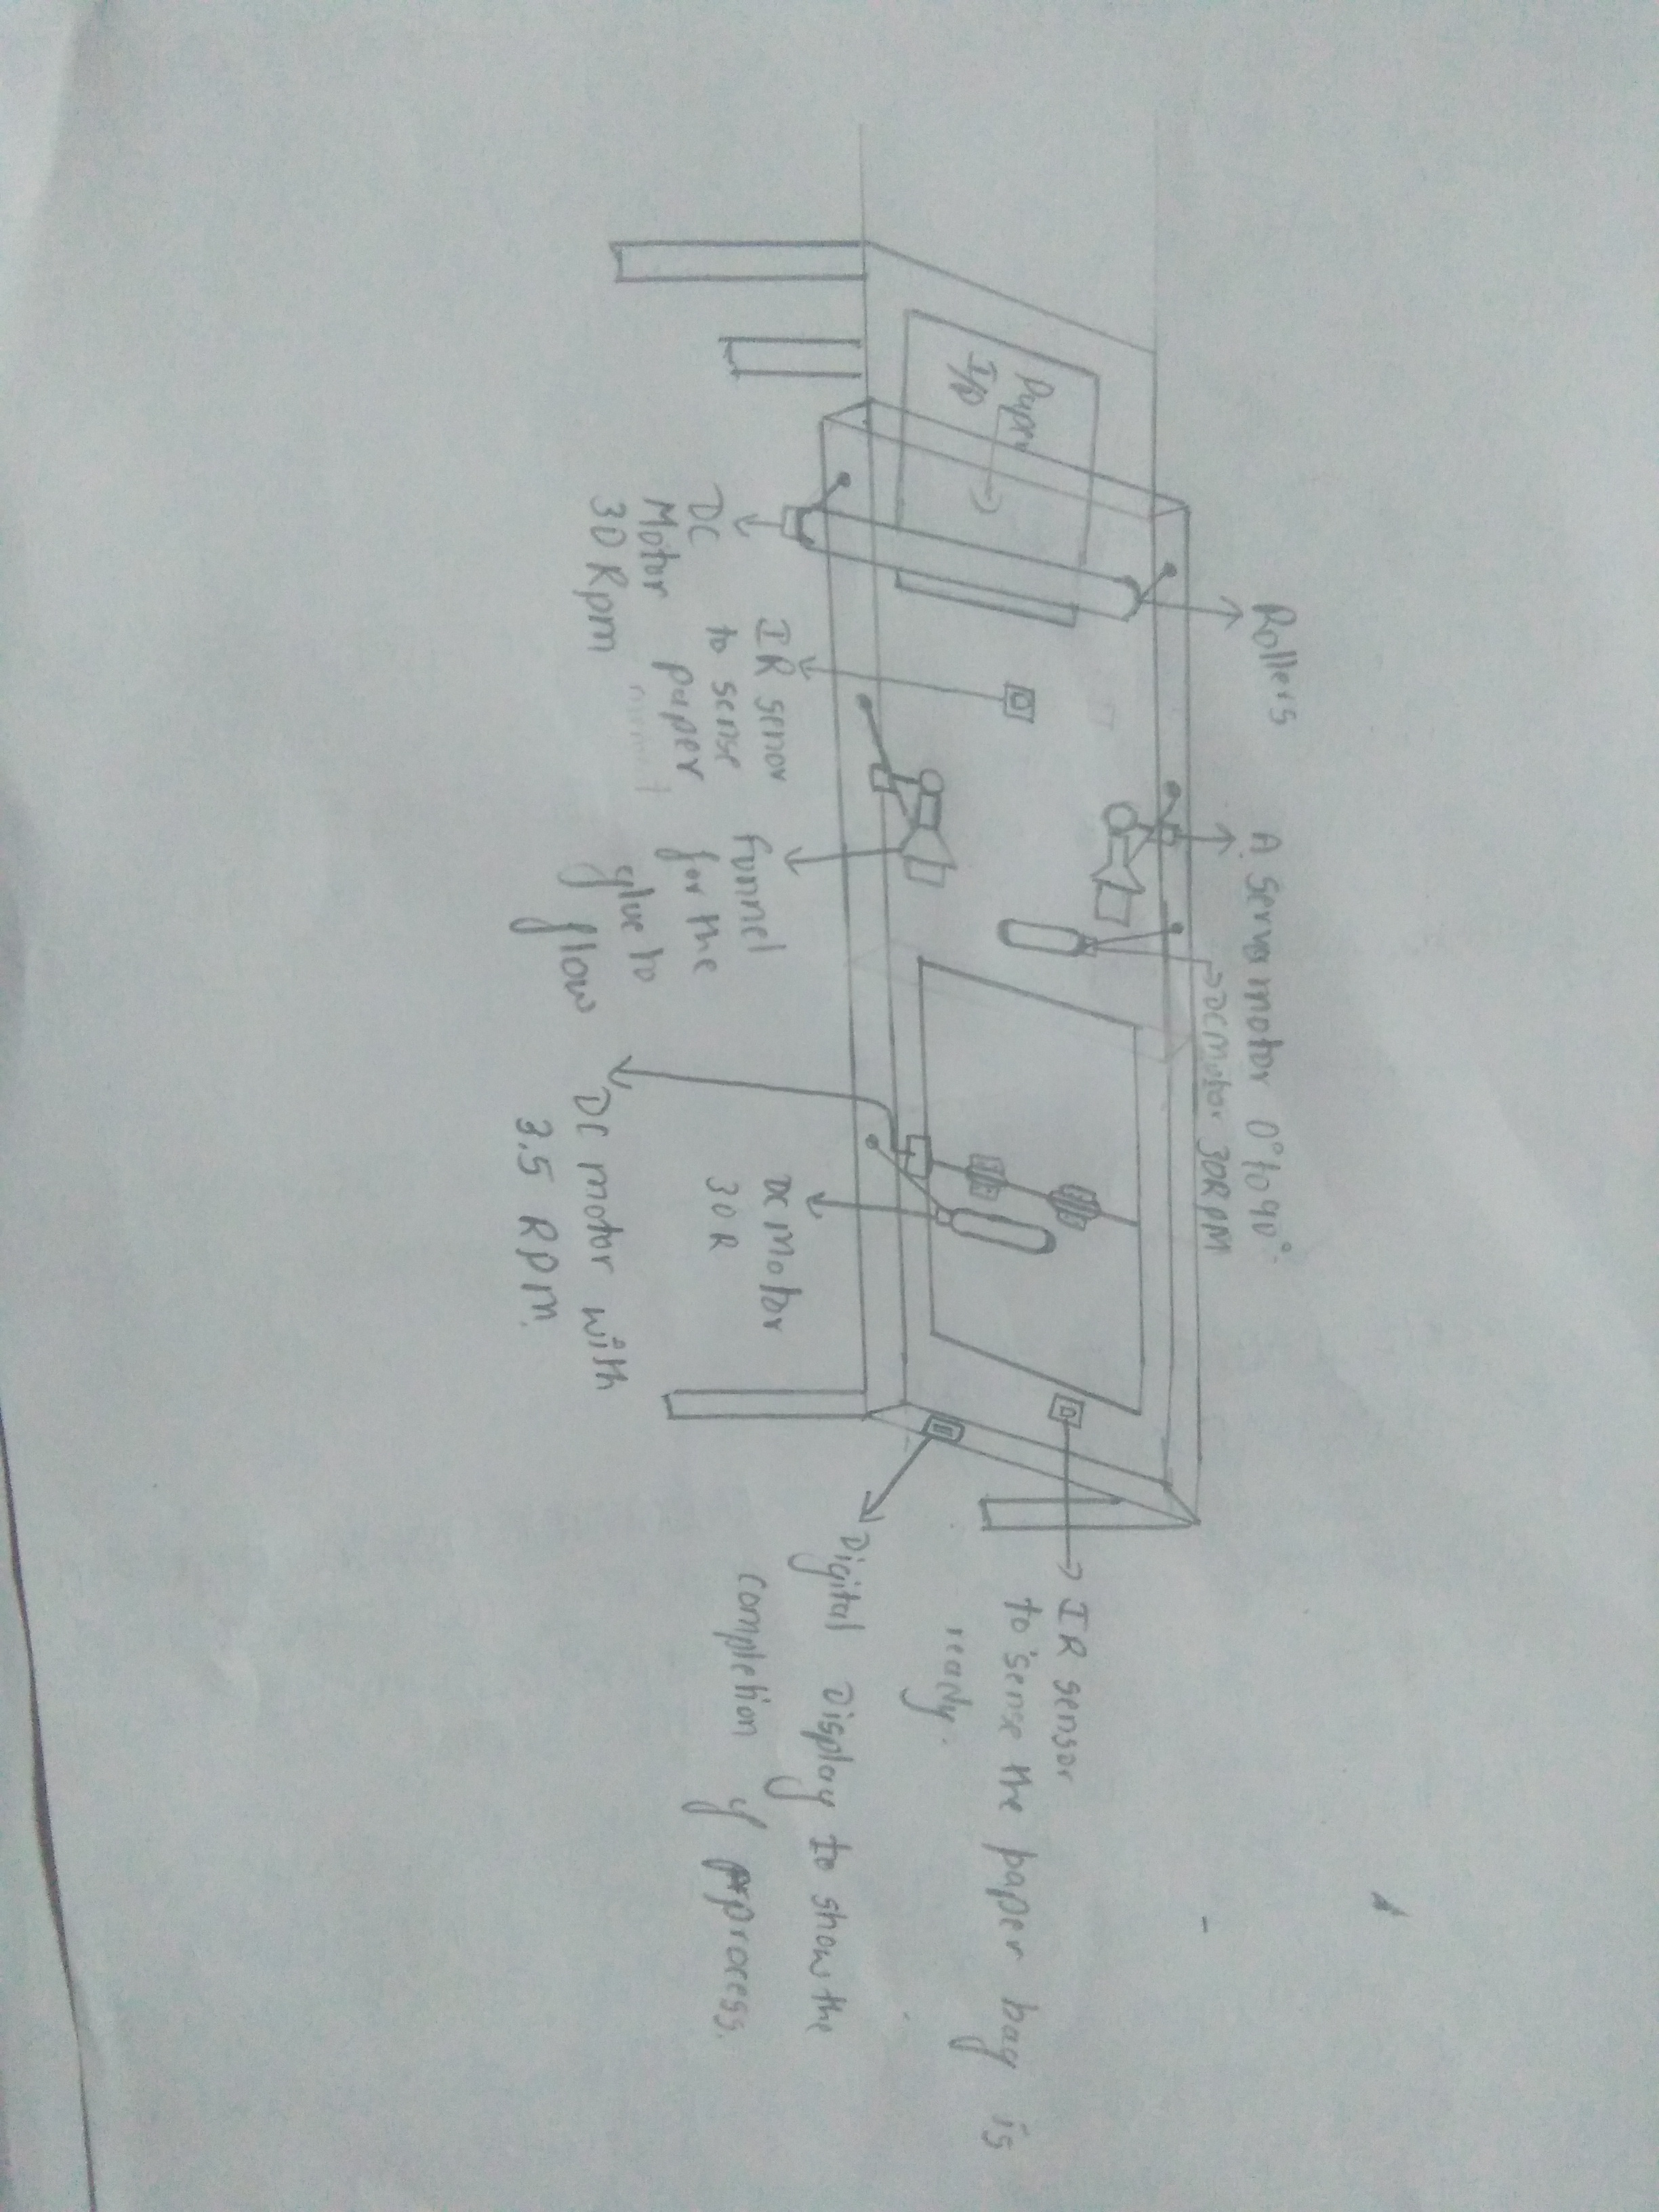 Rollers
A servo motor 0° to 90°
DC Motor 30RPM
Paper
I/P
IR sensor
to sense the paper bag is
ready.
Digital Display to show the
completion of process.
IR senor
to sense
paper
Funnel
for the
glue to
flow
DC Motor
30 R
DC
Motor
30 Rpm
DC motor with
3.5 RPM.